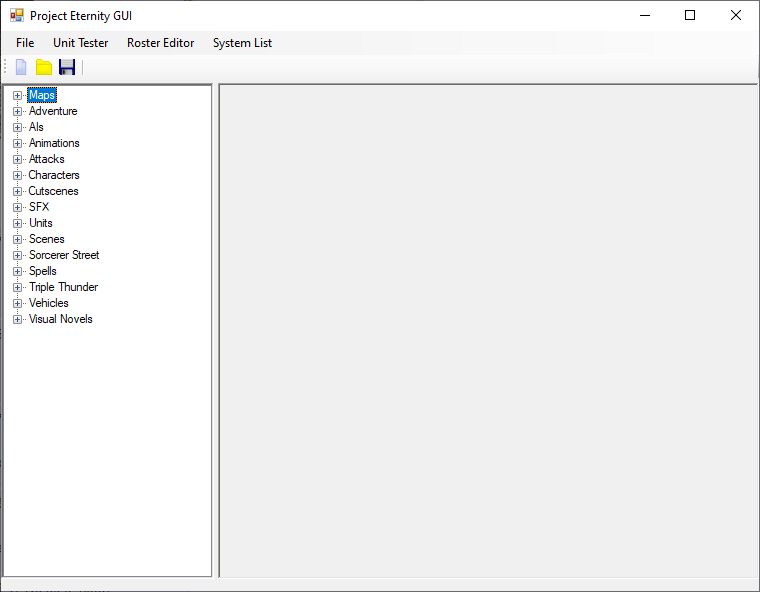 Project Eternity GUI
File Unit Tester Roster Editor System List
Maps
Adventure
AIs
Animations
Attacks
Characters
Cutscenes
SFX
Units
Scenes
Sorcerer Street
Spells
Triple Thunder
Vehicles
Visual Novels